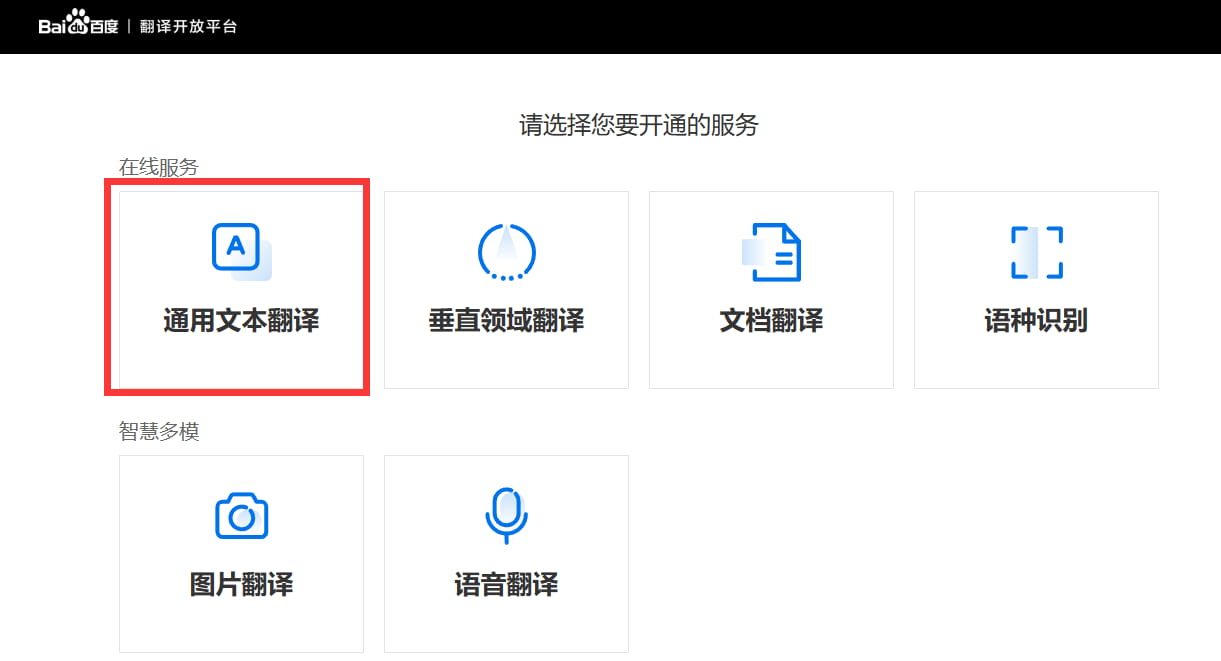 Bai du 百度 | 翻译开放平台
请选择您要开通的服务
在线服务
A
通用文本翻译
垂直领域翻译
文档翻译
语种识别
智慧多模
图片翻译
语音翻译